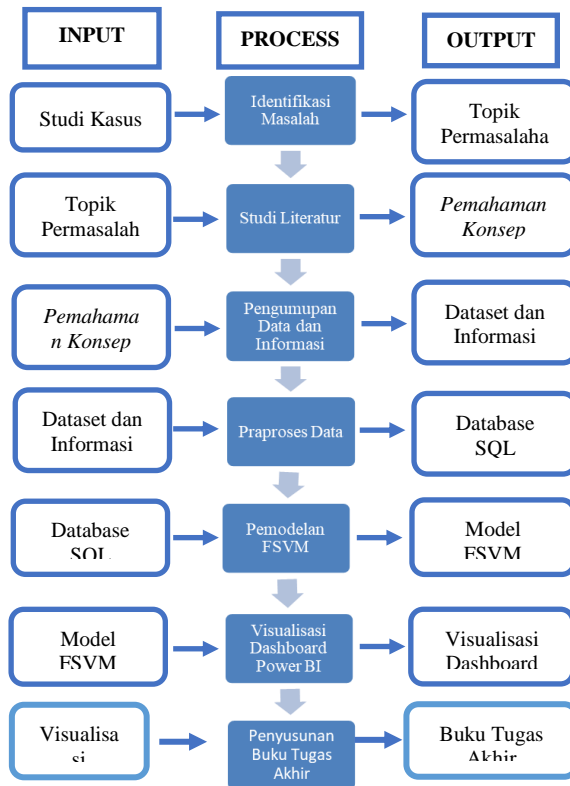 INPUT
PROCESS
OUTPUT
Studi Kasus
Identifikasi
Masalah
Topik
Permasalaha
Topik
Permasalah
Studi Literatur
Pemahaman
Konsep
Pemahama
n Konsep
Pengumupan
Data dan
Informasi
Dataset dan
Informasi
Dataset dan
Informasi
Praproses Data
Database
SQL
Database
SQL
Pemodelan
FSVM
Model
FSVM
Model
FSVM
Visualisasi
Dashboard
Power BI
Visualisasi
Dashboard
Visualisa
si
Penyusunan
Buku Tugas
Akhir
Buku Tugas
Akhir